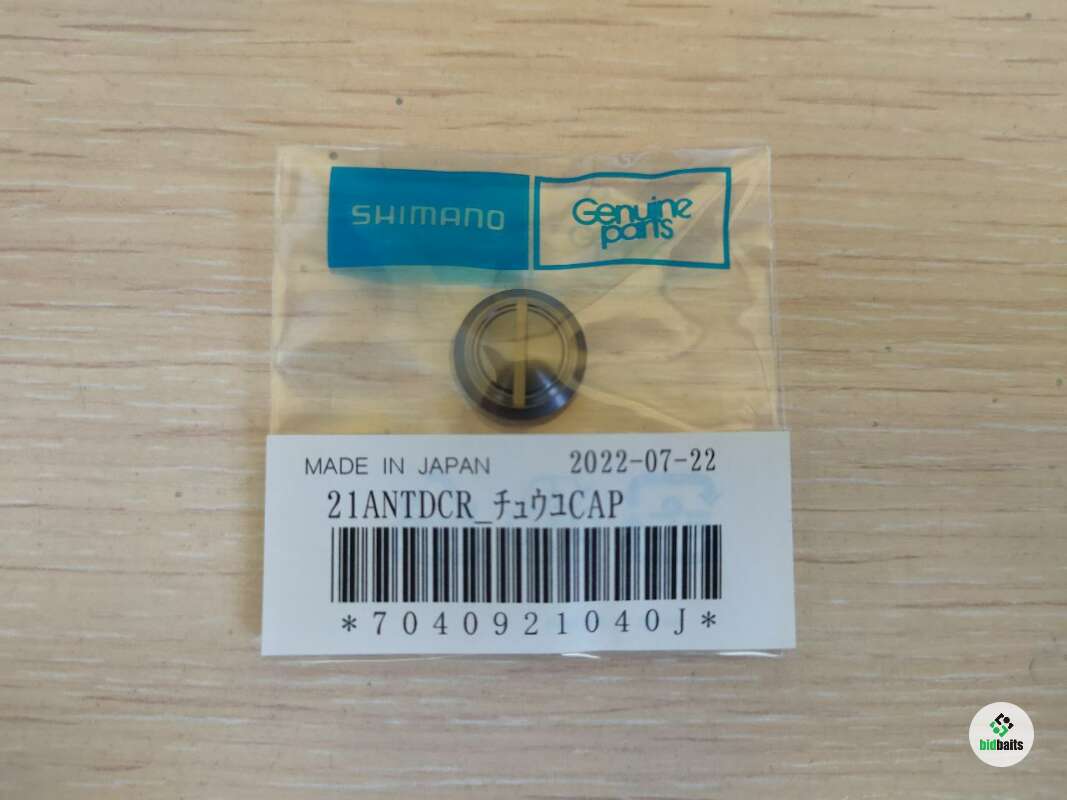 SHIMANO
Genuine
parts
MADE IN JAPAN 2022-07-22
21ANTDCR_ﾁｭｳﾕCAP
*7040921040J*
bidbaits